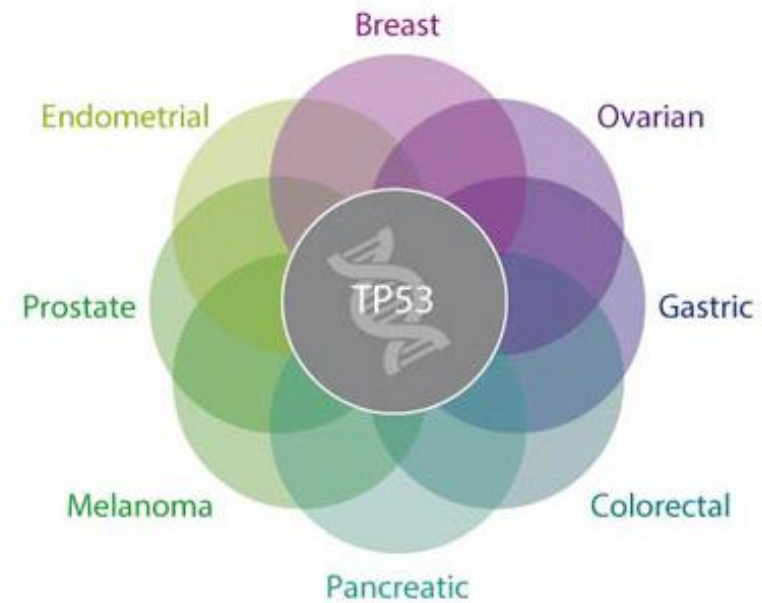 Breast
Endometrial
Ovarian
TP53
Prostate
Gastric
Melanoma
Colorectal
Pancreatic